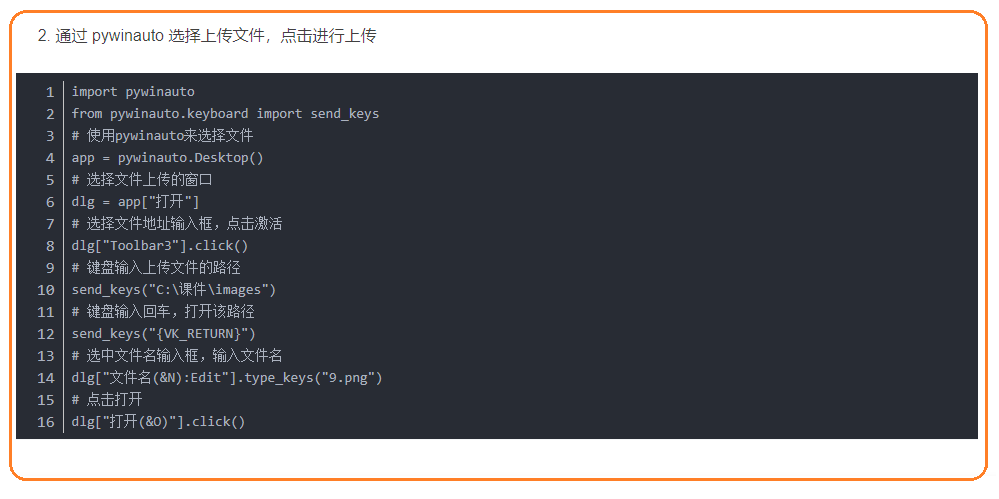 2. 通过 pywinauto 选择上传文件，点击进行上传
1 import pywinauto
2 from pywinauto.keyboard import send_keys
3 # 使用pywinauto来选择文件
4 app = pywinauto.Desktop()
5 # 选择文件上传的窗口
6 dlg = app["打开"]
7 # 选择文件地址输入框，点击激活
8 dlg["Toolbar3"].click()
9 # 键盘输入上传文件的路径
10 send_keys("C:\课件\images")
11 # 键盘输入回车，打开该路径
12 send_keys("{VK_RETURN}")
13 # 选中文件名输入框，输入文件名
14 dlg["文件名(&N):Edit"].type_keys("9.png")
15 # 点击打开
16 dlg["打开(&O)"].click()